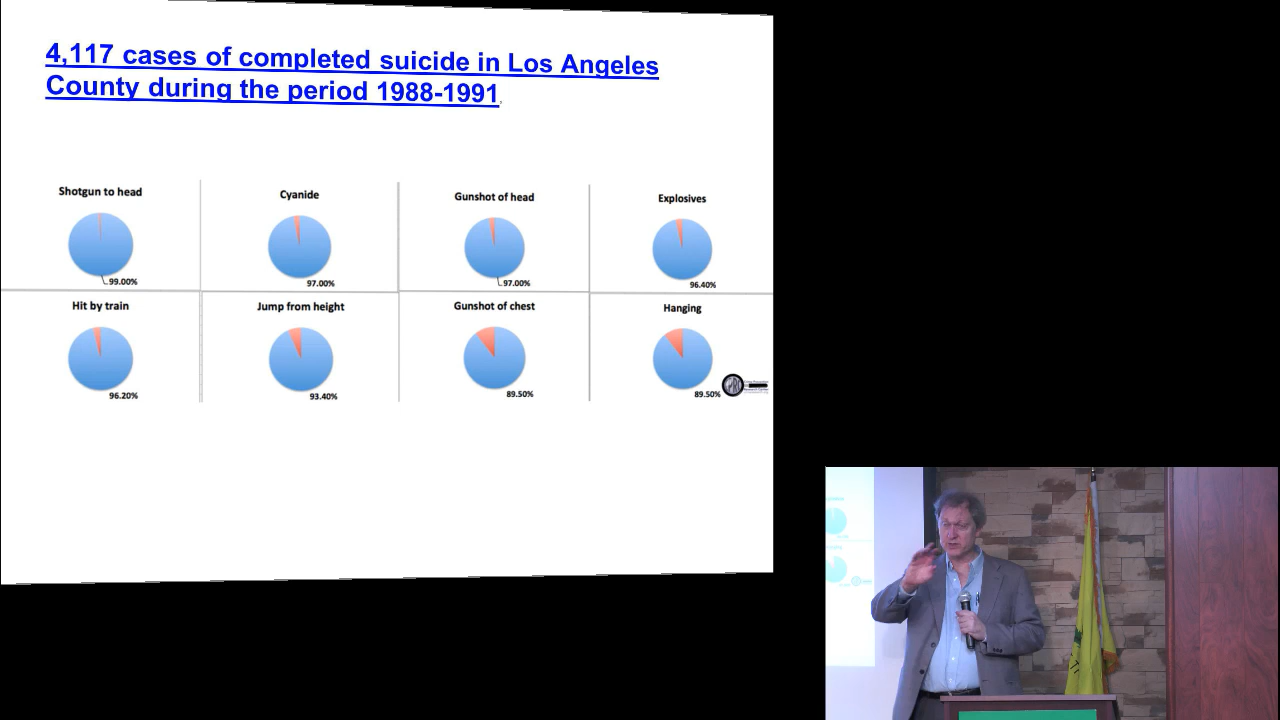 4,117 cases of completed suicide in Los Angeles
County during the period 1988-1991
Shotgun to head
99.00%
Cyanide
97.00%
Gunshot of head
97.00%
Explosives
96.40%
Hit by train
96.20%
Jump from height
93.40%
Gunshot of chest
89.50%
Hanging
89.50%